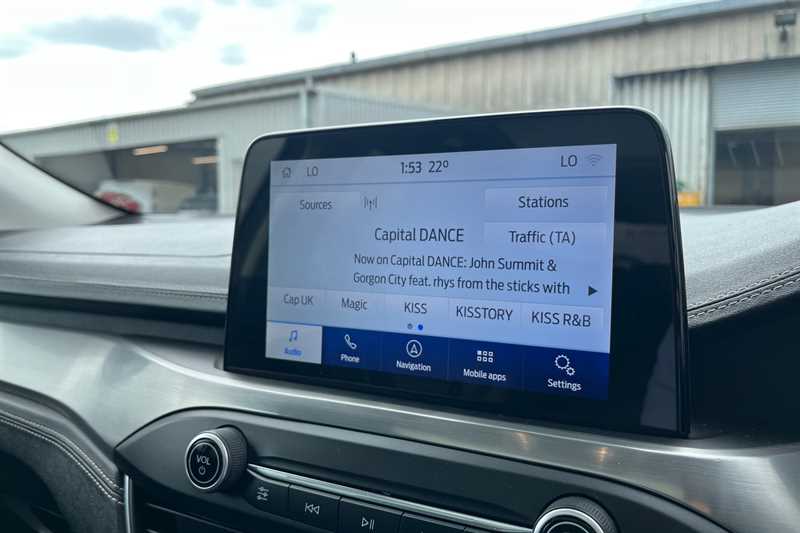 LO 1:53 22° LO
Sources Stations
Capital DANCE Traffic (TA)
Now on Capital DANCE: John Summit &
Gorgon City feat. rhys from the sticks with
Cap UK Magic KISS KISSTORY KISS R&B
Audio Phone Navigation Mobile apps Settings
VOL